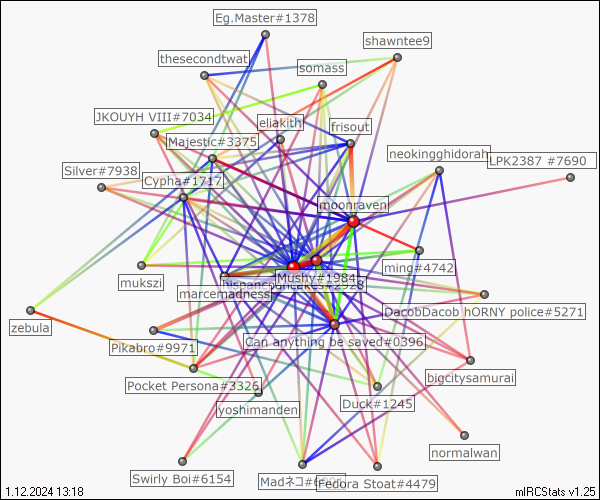 Eg.Master#1378
shawntee9
thesecondtwat
somass
JKOUYH VIII#7034
eliakith
frisout
Majestic#3375
neokingghidorah
LPK2387 #7690
Silver#7938
Cypha#1717
moonraven
ming#4742
mukszi
Mushy#1984
marcemadness
DacobDacob hORNY police#5271
zebula
Can anything be saved#0396
Pikabro#9971
bigcitysamurai
Pocket Persona#3326
yoshimanden
Duck#1245
normalwan
Swirly Boi#6154
Madネコ
Fedora Stoat#4479
1.12.2024 13:18
mIRCStats v1.25